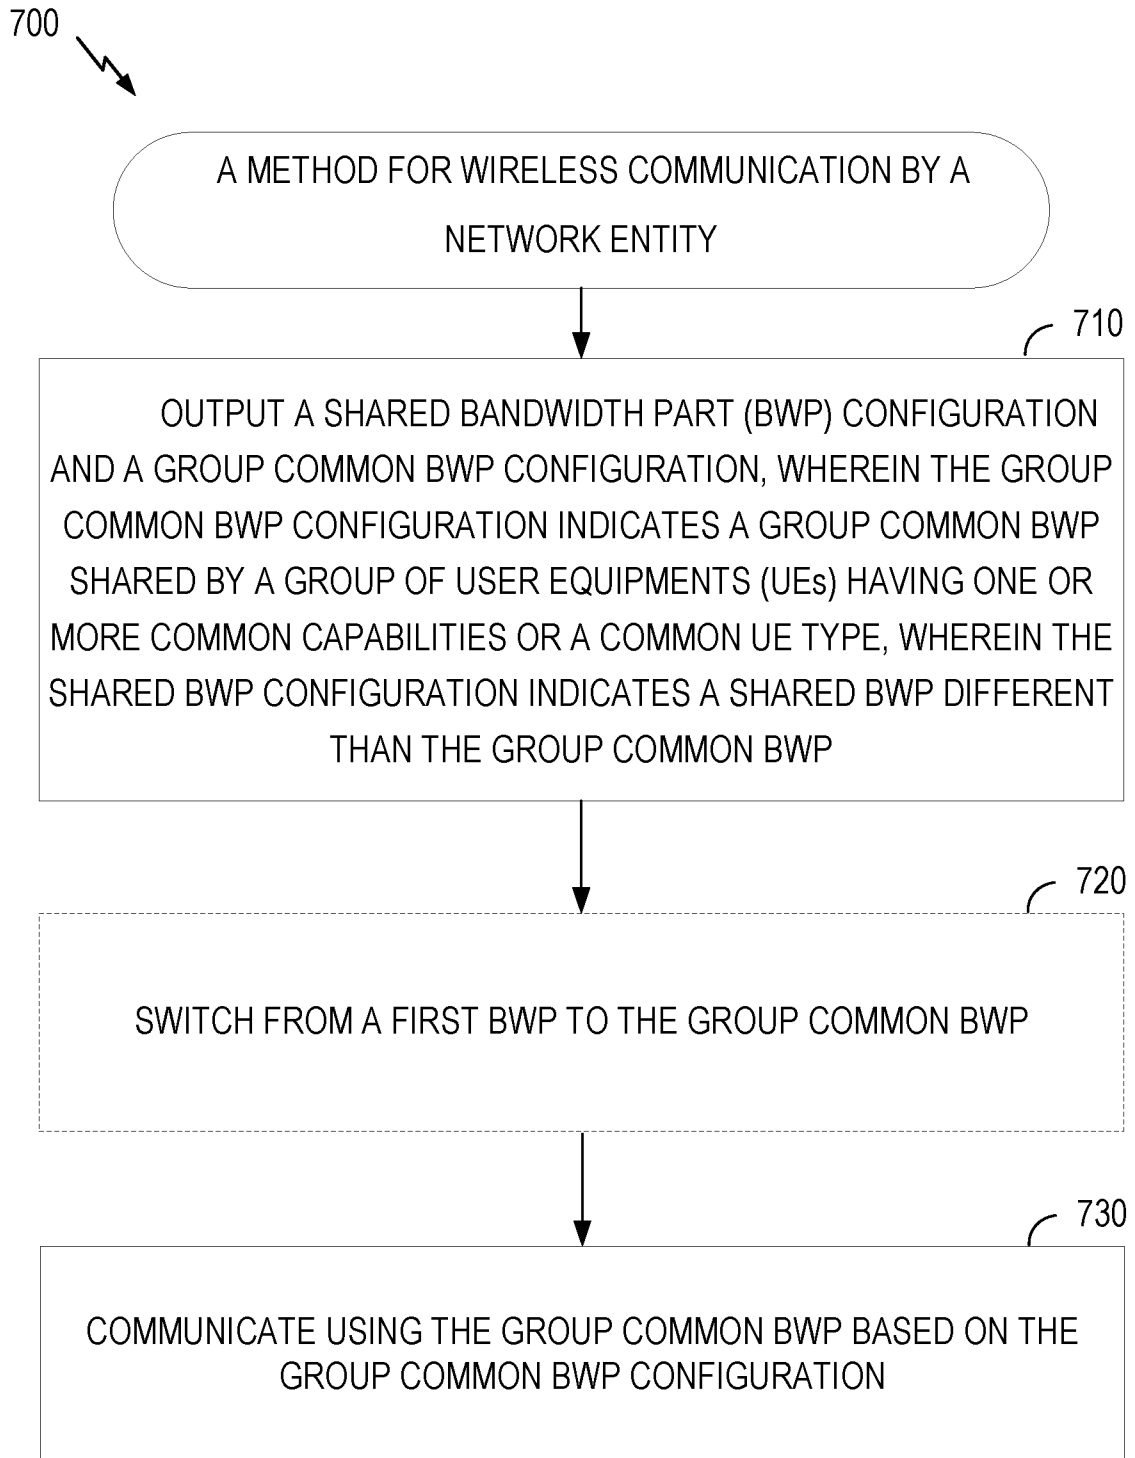 700
A METHOD FOR WIRELESS COMMUNICATION BY A
NETWORK ENTITY
710
OUTPUT A SHARED BANDWIDTH PART (BWP) CONFIGURATION
AND A GROUP COMMON BWP CONFIGURATION, WHEREIN THE GROUP
COMMON BWP CONFIGURATION INDICATES A GROUP COMMON BWP
SHARED BY A GROUP OF USER EQUIPMENTS (UEs) HAVING ONE OR
MORE COMMON CAPABILITIES OR A COMMON UE TYPE, WHEREIN THE
SHARED BWP CONFIGURATION INDICATES A SHARED BWP DIFFERENT
THAN THE GROUP COMMON BWP
720
SWITCH FROM A FIRST BWP TO THE GROUP COMMON BWP
730
COMMUNICATE USING THE GROUP COMMON BWP BASED ON THE
GROUP COMMON BWP CONFIGURATION